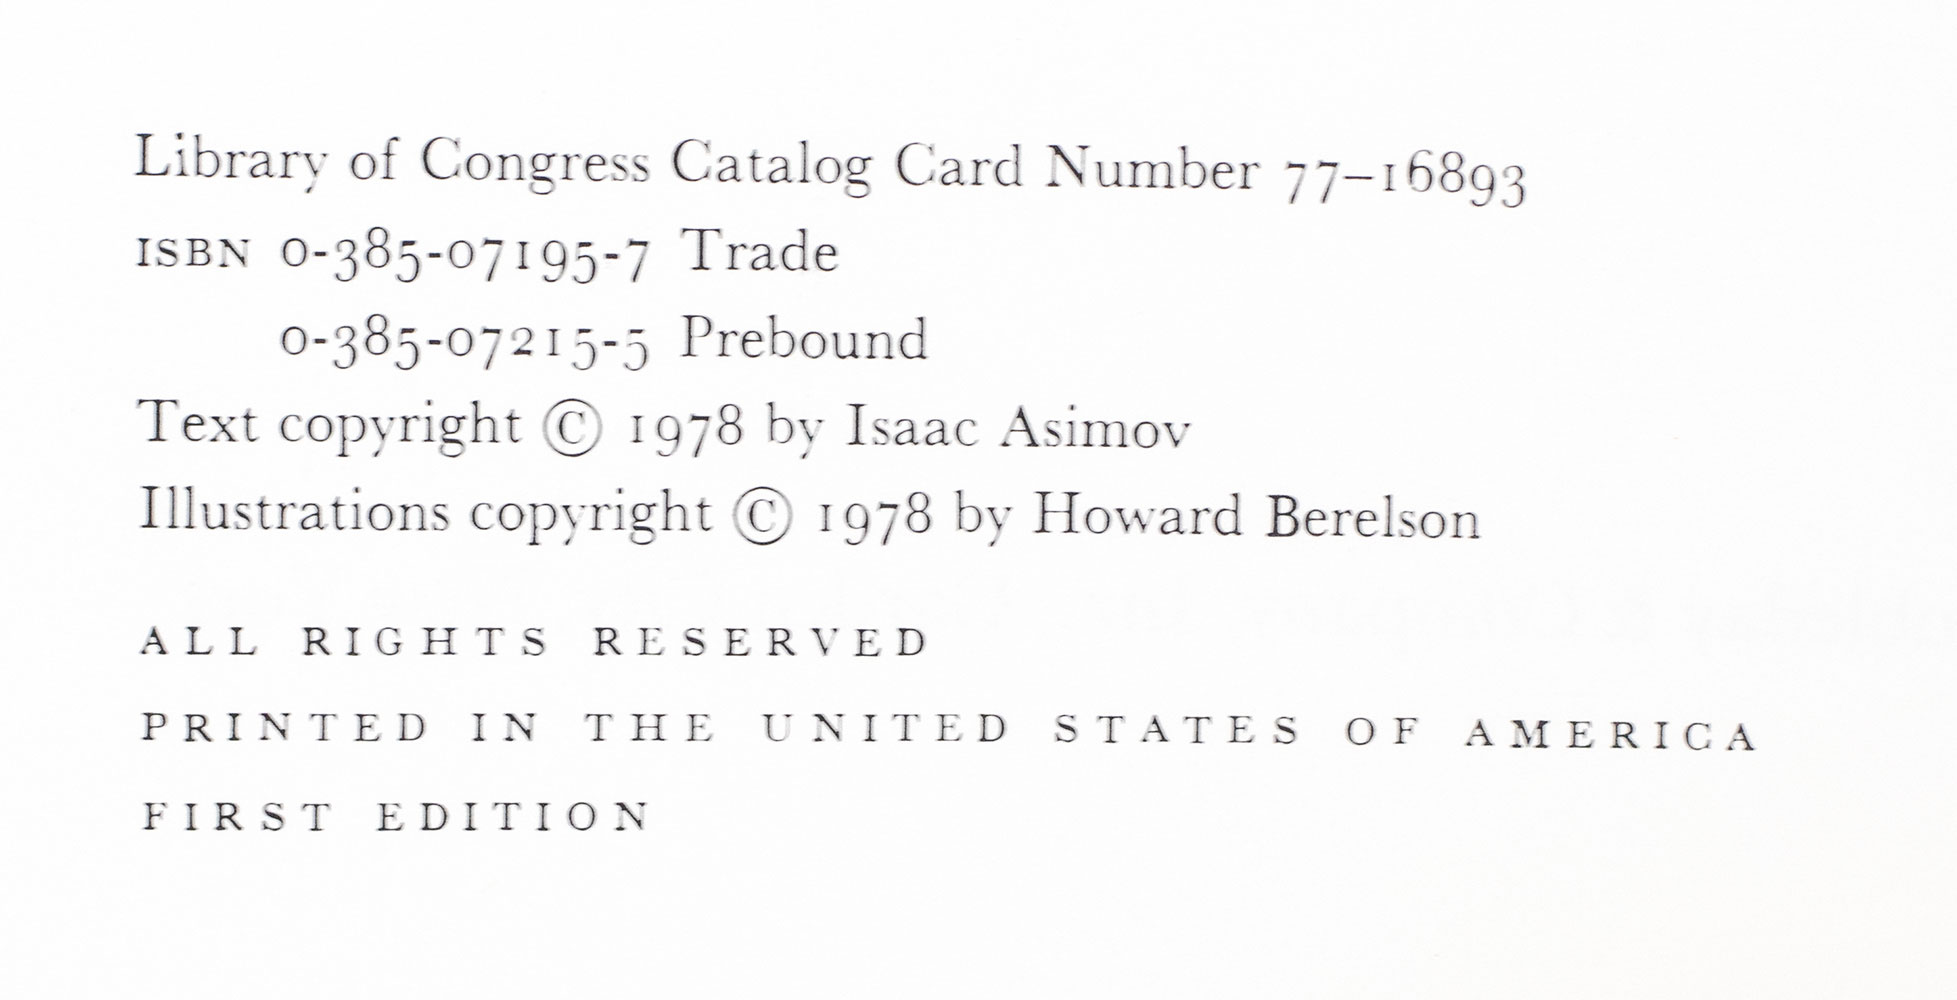 Library of Congress Catalog Card Number 77–16893
ISBN 0-385-07195-7 Trade
0-385-07215-5 Prebound
Text copyright © 1978 by Isaac Asimov
Illustrations copyright © 1978 by Howard Berelson
ALL RIGHTS RESERVED
PRINTED IN THE UNITED STATES OF AMERICA
FIRST EDITION